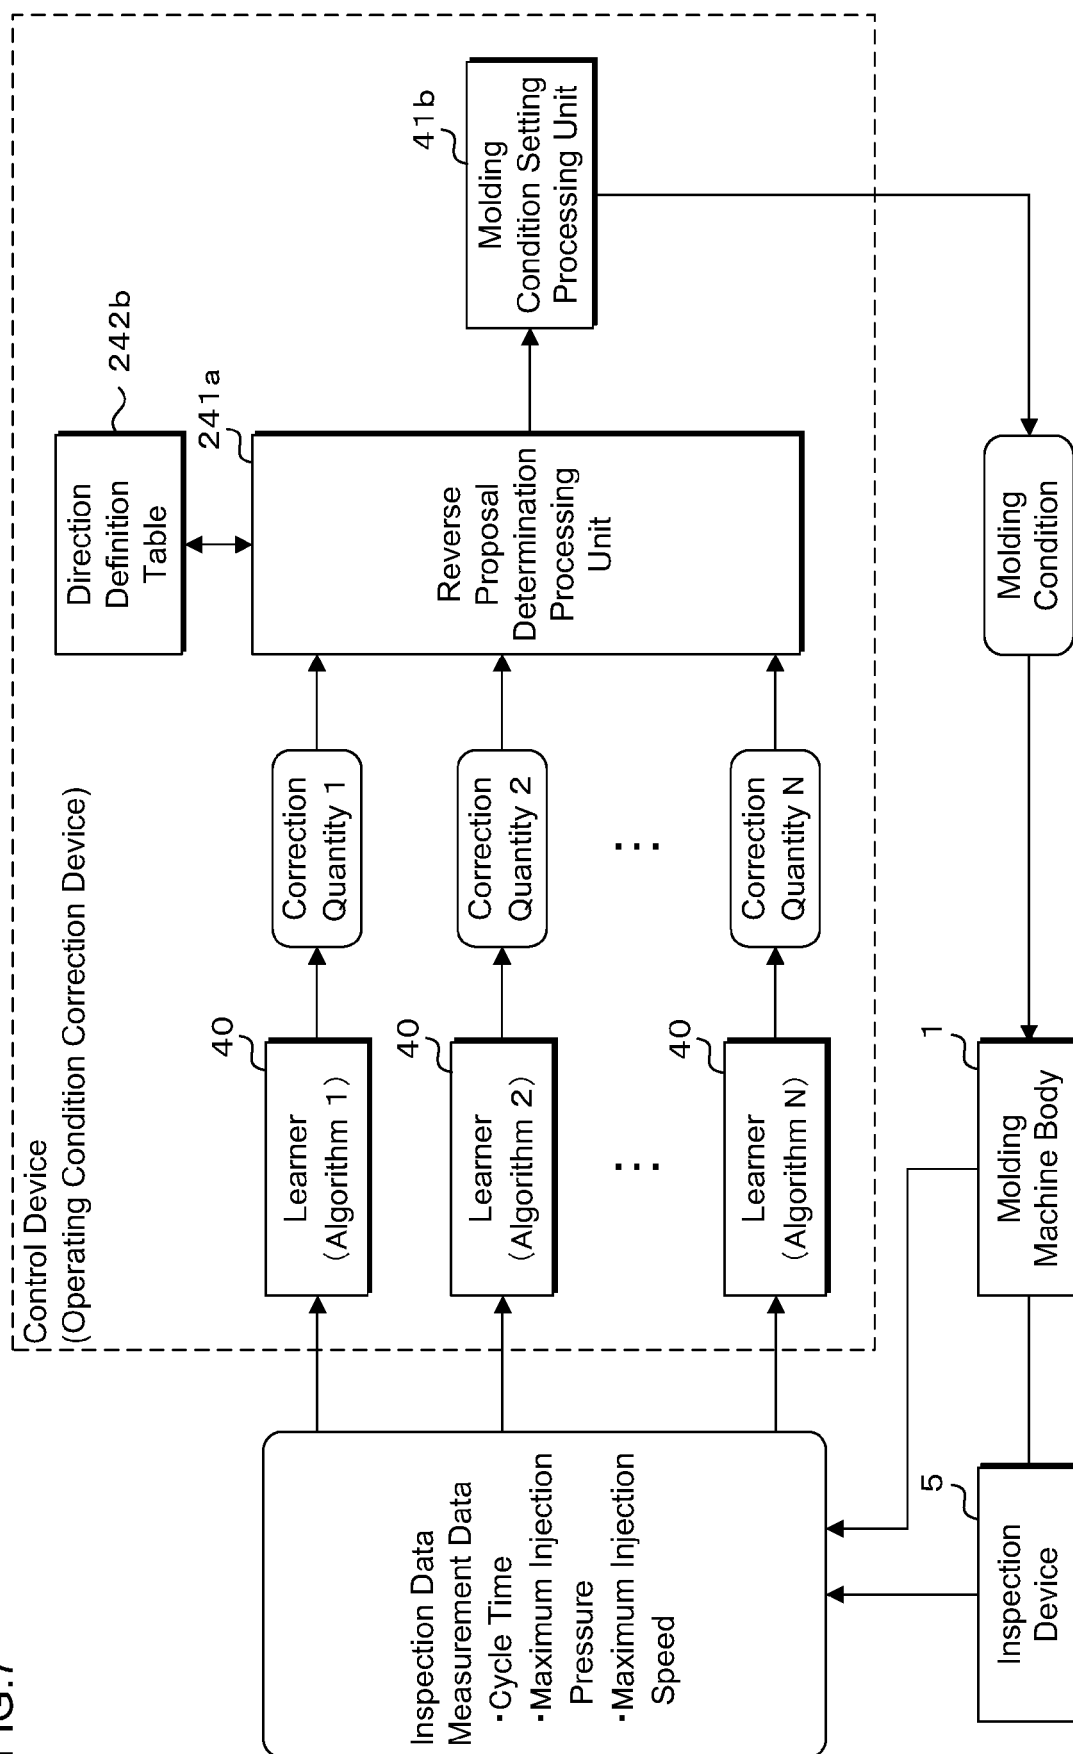 FIG.7
Control Device
(Operating Condition Correction Device)
Inspection Data
Measurement Data
・Cycle Time
・Maximum Injection
Pressure
・Maximum Injection
Speed
40
Learner
(Algorithm 1)
40
Learner
(Algorithm 2)
…
40
Learner
(Algorithm N)
Correction
Quantity 1
Correction
Quantity 2
…
Correction
Quantity N
Direction
Definition
Table
242b
241a
Reverse
Proposal
Determination
Processing
Unit
41b
Molding
Condition Setting
Processing Unit
5
Inspection
Device
1
Molding
Machine Body
Molding
Condition